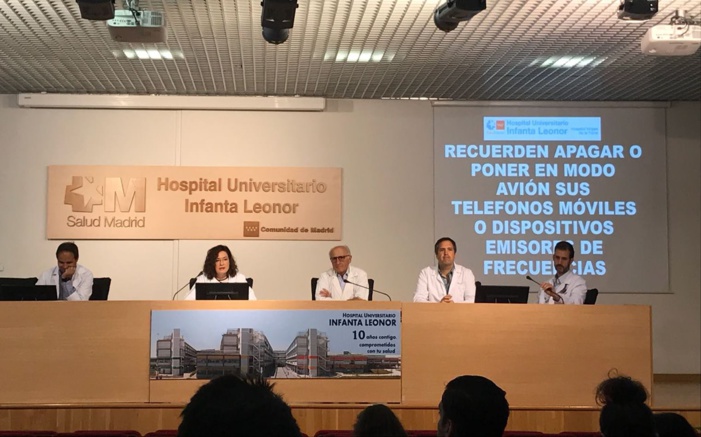 Hospital Universitario
Infanta Leonor
Salud Madrid
Comunidad de Madrid
Hospital Universitario
Infanta Leonor
RECUERDEN APAGAR O
PONER EN MODO
AVIÓN SUS
TELEFONOS MÓVILES
O DISPOSITIVOS
EMISORES DE
FRECUENCIAS
HOSPITAL UNIVERSITARIO
INFANTA LEONOR
10 años contigo
comprometidos
con tu salud